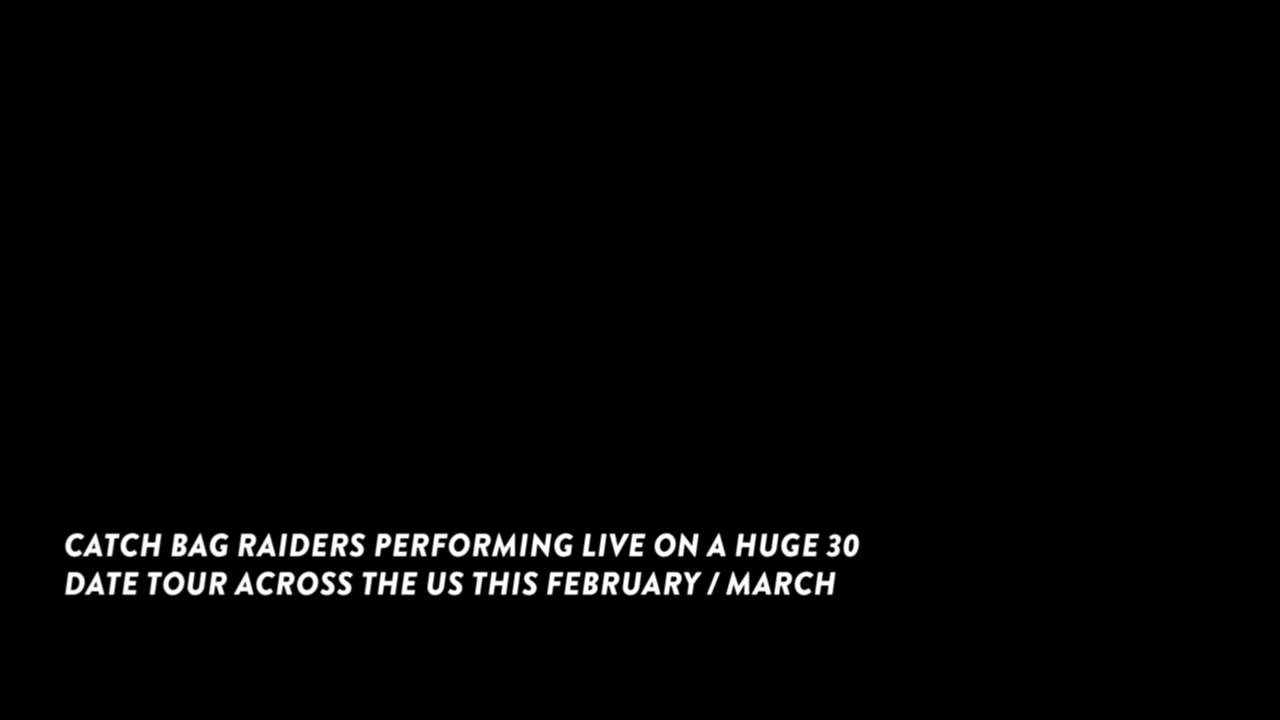 CATCH BAG RAIDERS PERFORMING LIVE ON A HUGE 30
DATE TOUR ACROSS THE US THIS FEBRUARY / MARCH